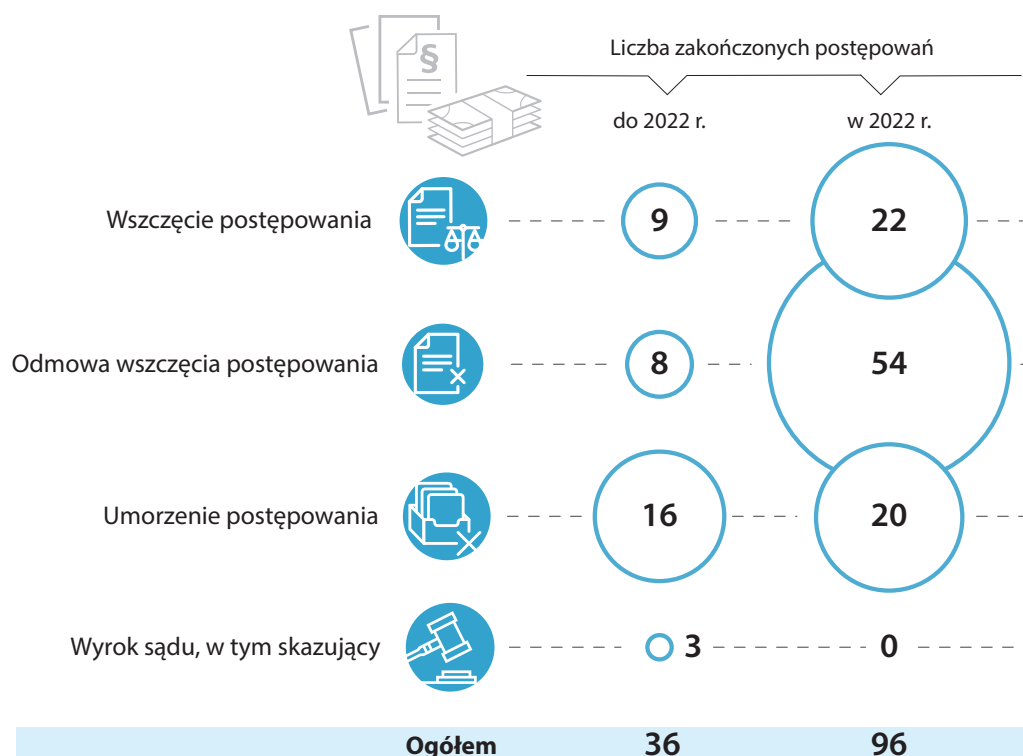 §
Liczba zakończonych postępowań
do 2022 r. w 2022 r.
Wszczęcie postępowania 9 22
Odmowa wszczęcia postępowania 8 54
Umorzenie postępowania 16 20
Wyrok sądu, w tym skazujący 3 0
Ogółem 36 96